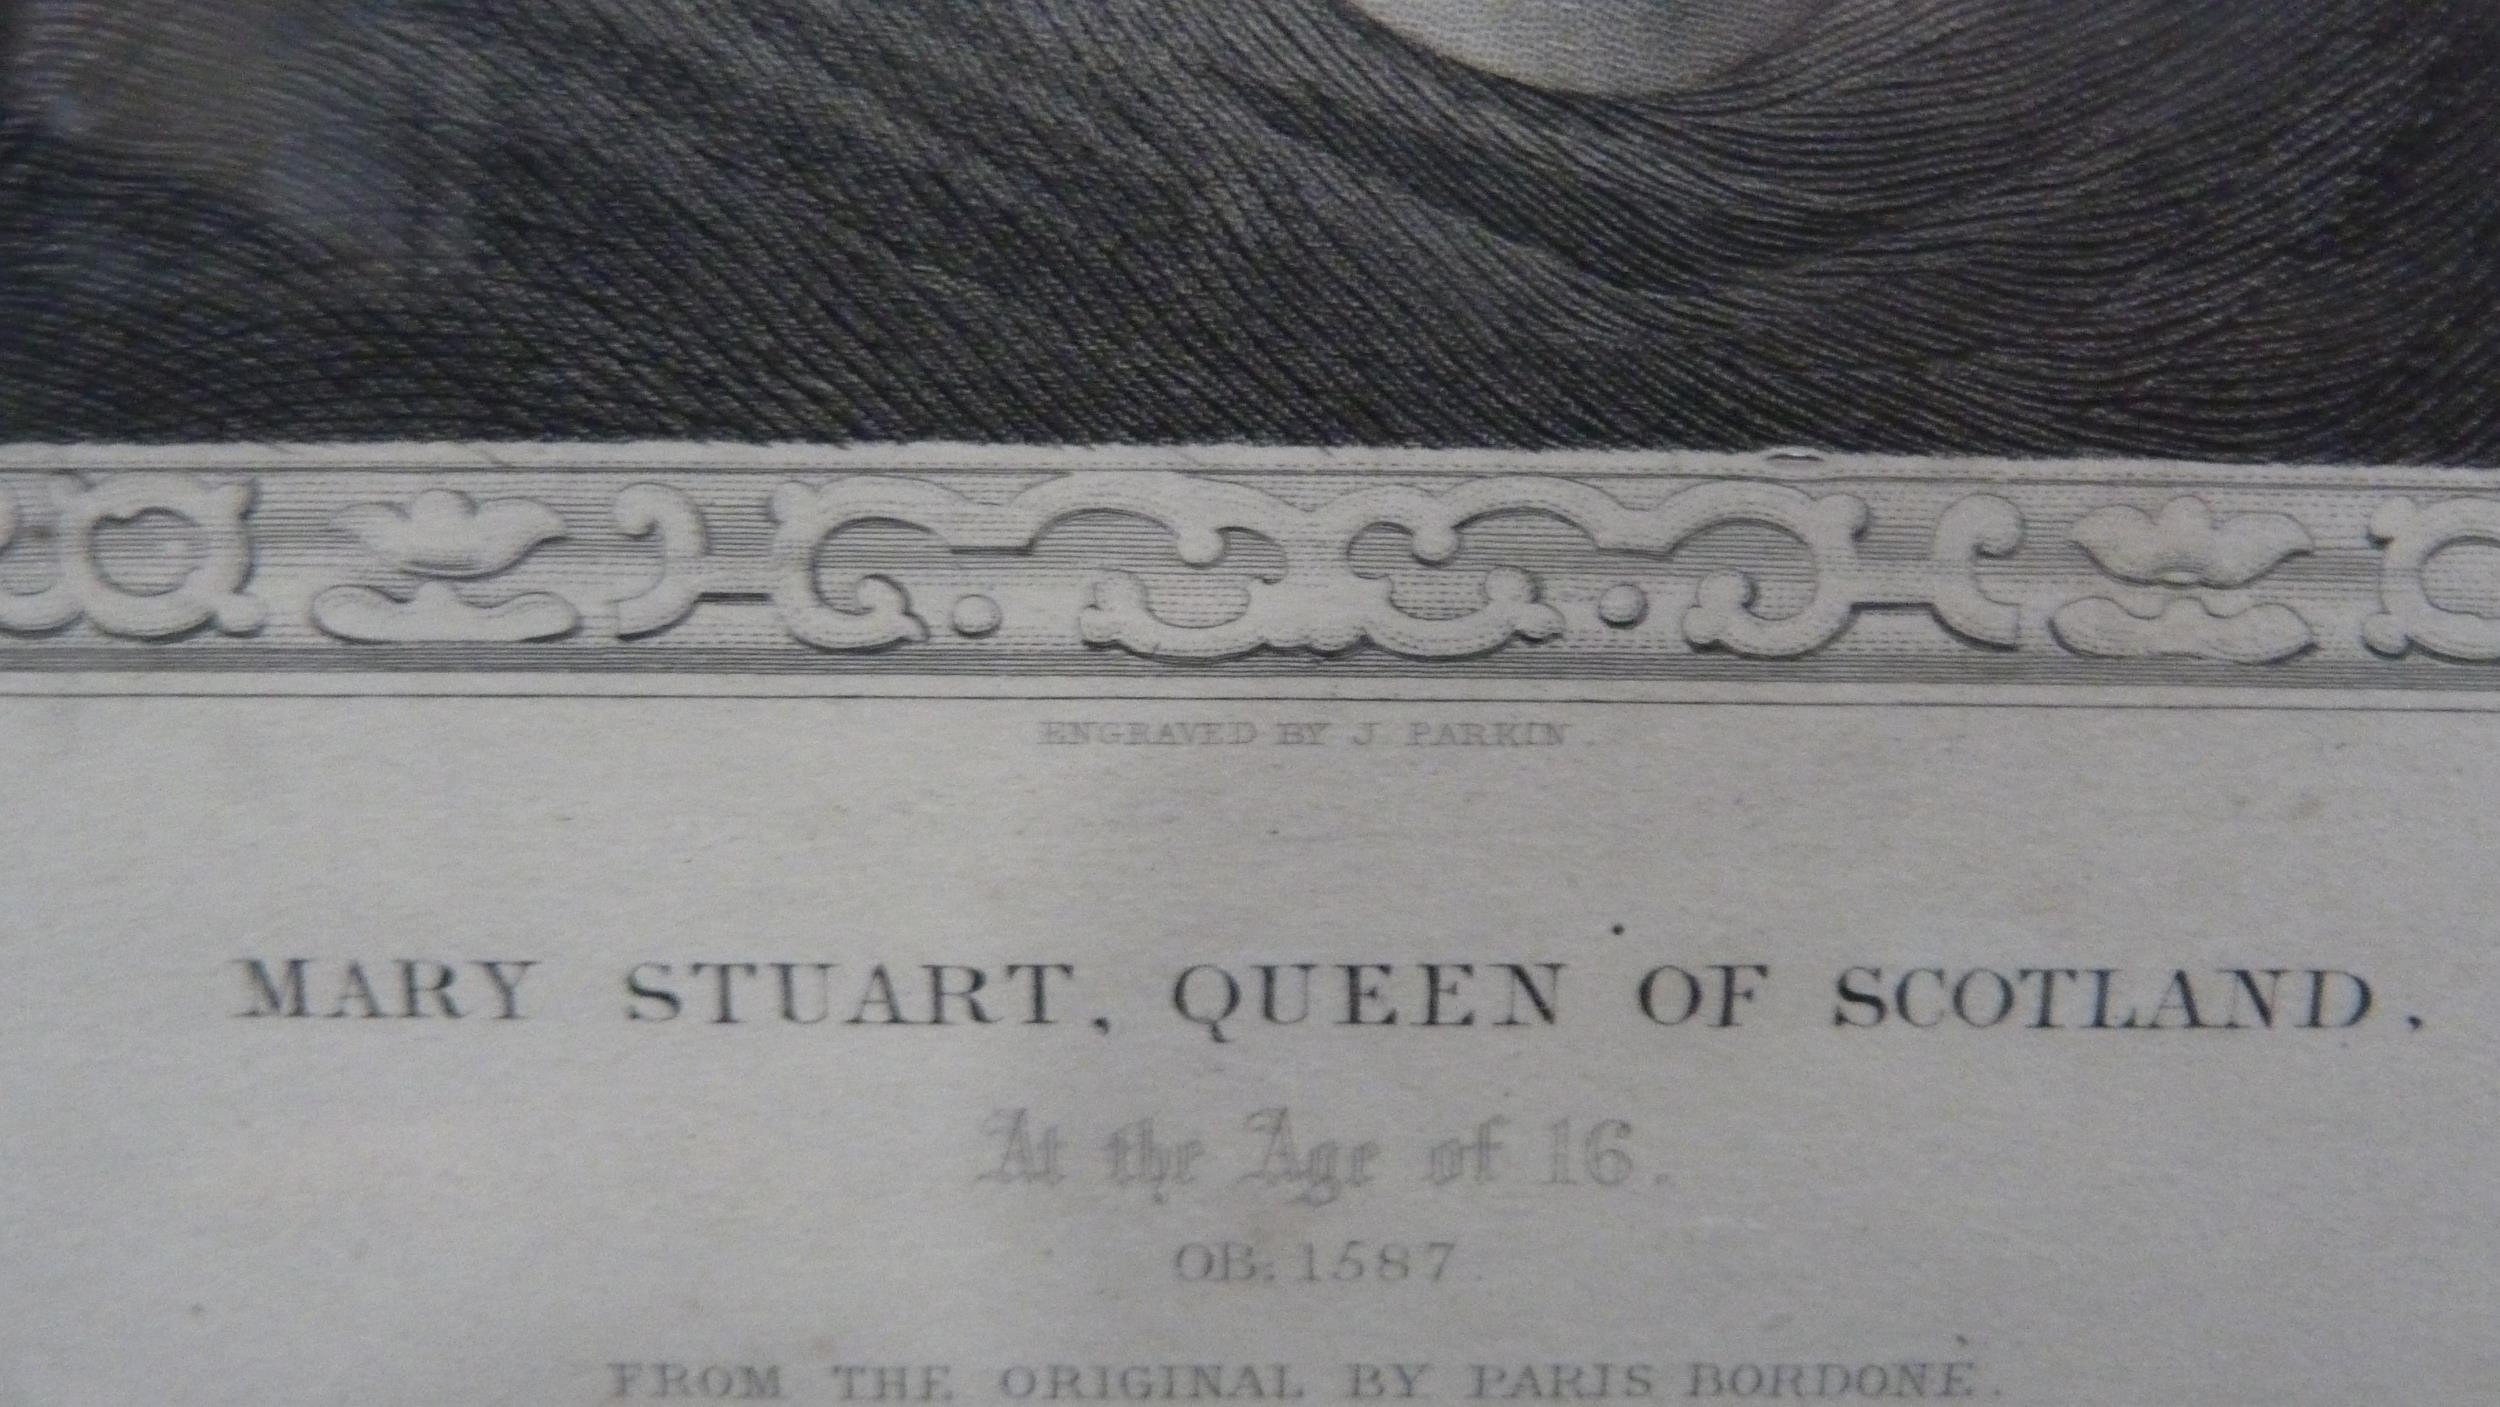 ENGRAVED BY J PARKIN.
MARY STUART, QUEEN OF SCOTLAND,
At the Age of 16.
OB: 1587.
FROM THE ORIGINAL BY PARIS BORDONÈ.